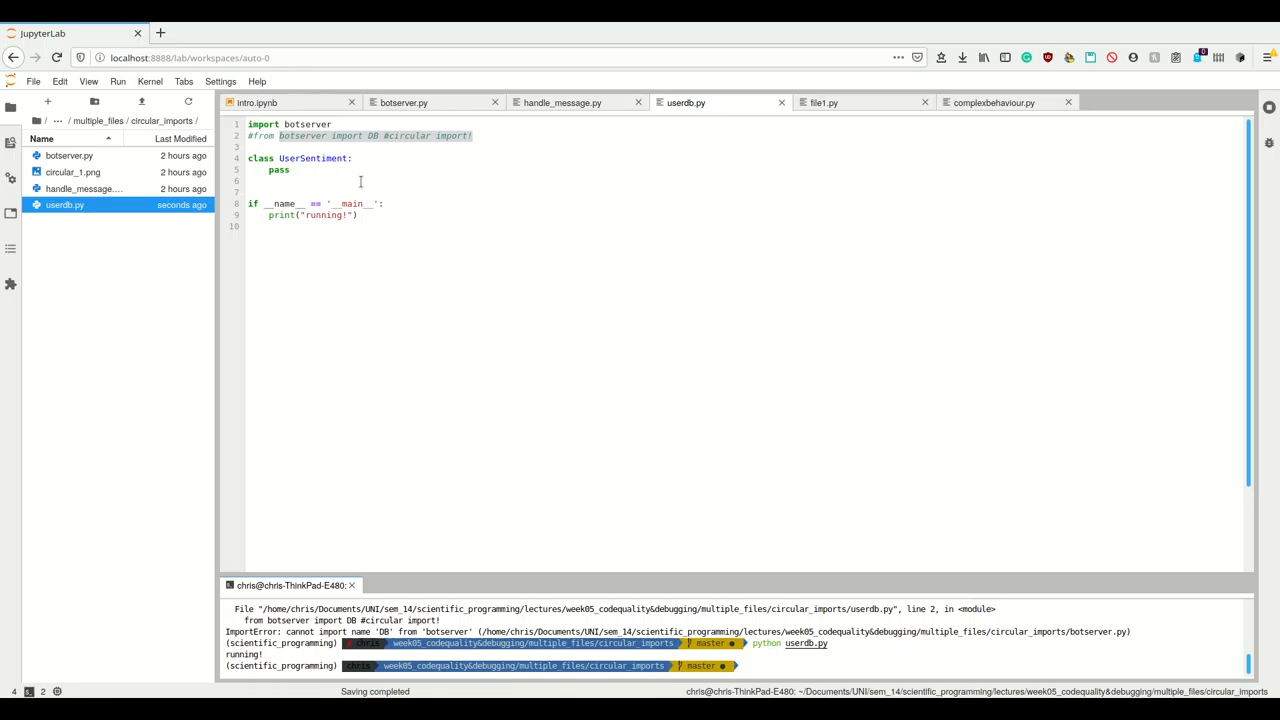 JupyterLab
localhost:8888/lab/workspaces/auto-0
0
File Edit View Run Kernel Tabs Settings Help
intro.ipynb botserver.py handle_message.py userdb.py file1.py complexbehaviour.py
/ ··· / multiple_files / circular_imports /
Name Last Modified
botserver.py 2 hours ago
circular_1.png 2 hours ago
handle_message.... 2 hours ago
userdb.py seconds ago
1 import botserver
2 #from botserver import DB #circular import!
3
4 class UserSentiment:
5 pass
6
7
8 if __name__ == '__main__':
9 print("running!")
10
chris@chris-ThinkPad-E480:
File "/home/chris/Documents/UNI/sem_14/scientific_programming/lectures/week05_codequality&debugging/multiple_files/circular_imports/userdb.py", line 2, in <module>
from botserver import DB #circular import!
ImportError: cannot import name 'DB' from 'botserver' (/home/chris/Documents/UNI/sem_14/scientific_programming/lectures/week05_codequality&debugging/multiple_files/circular_imports/botserver.py)
(scientific_programming) chris week05_codequality&debugging/multiple_files/circular_imports master ● python userdb.py
running!
(scientific_programming) chris week05_codequality&debugging/multiple_files/circular_imports master ●
4 2 Saving completed chris@chris-ThinkPad-E480: ~/Documents/UNI/sem_14/scientific_programming/lectures/week05_codequality&debugging/multiple_files/circular_imports